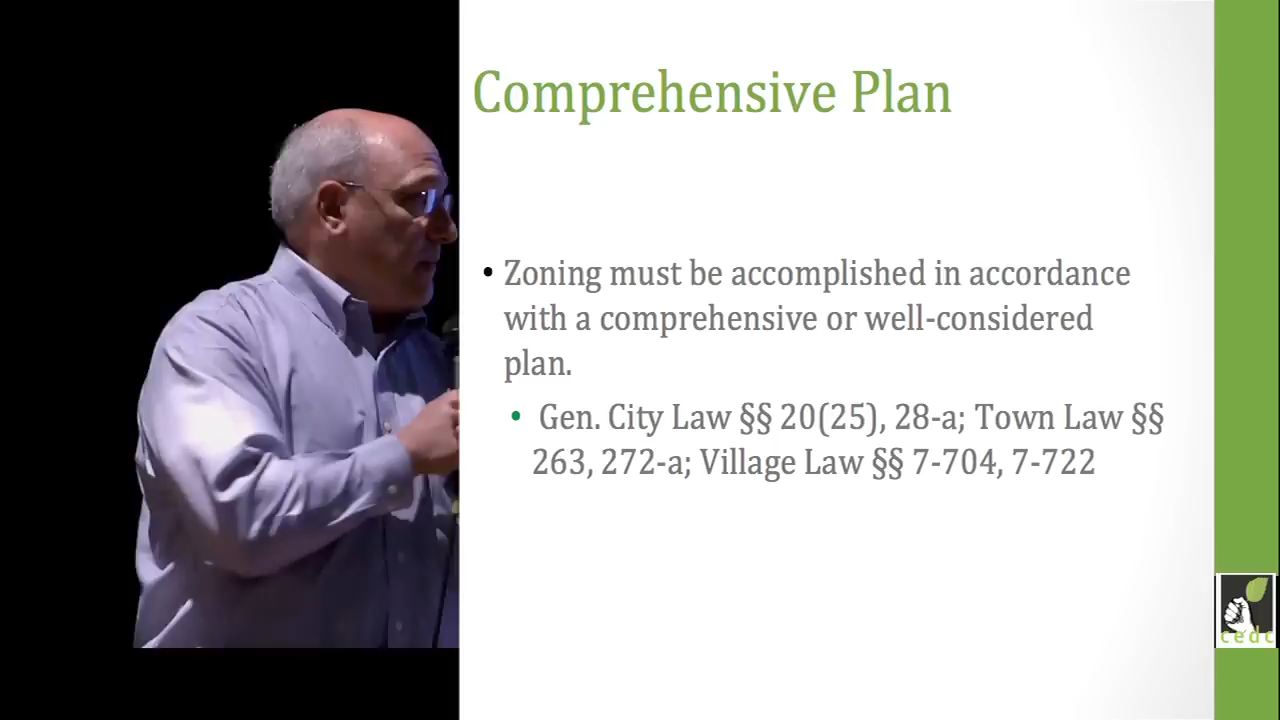 Comprehensive Plan
• Zoning must be accomplished in accordance
with a comprehensive or well-considered
plan.
• Gen. City Law §§ 20(25), 28-a; Town Law §§
263, 272-a; Village Law §§ 7-704, 7-722
cedc